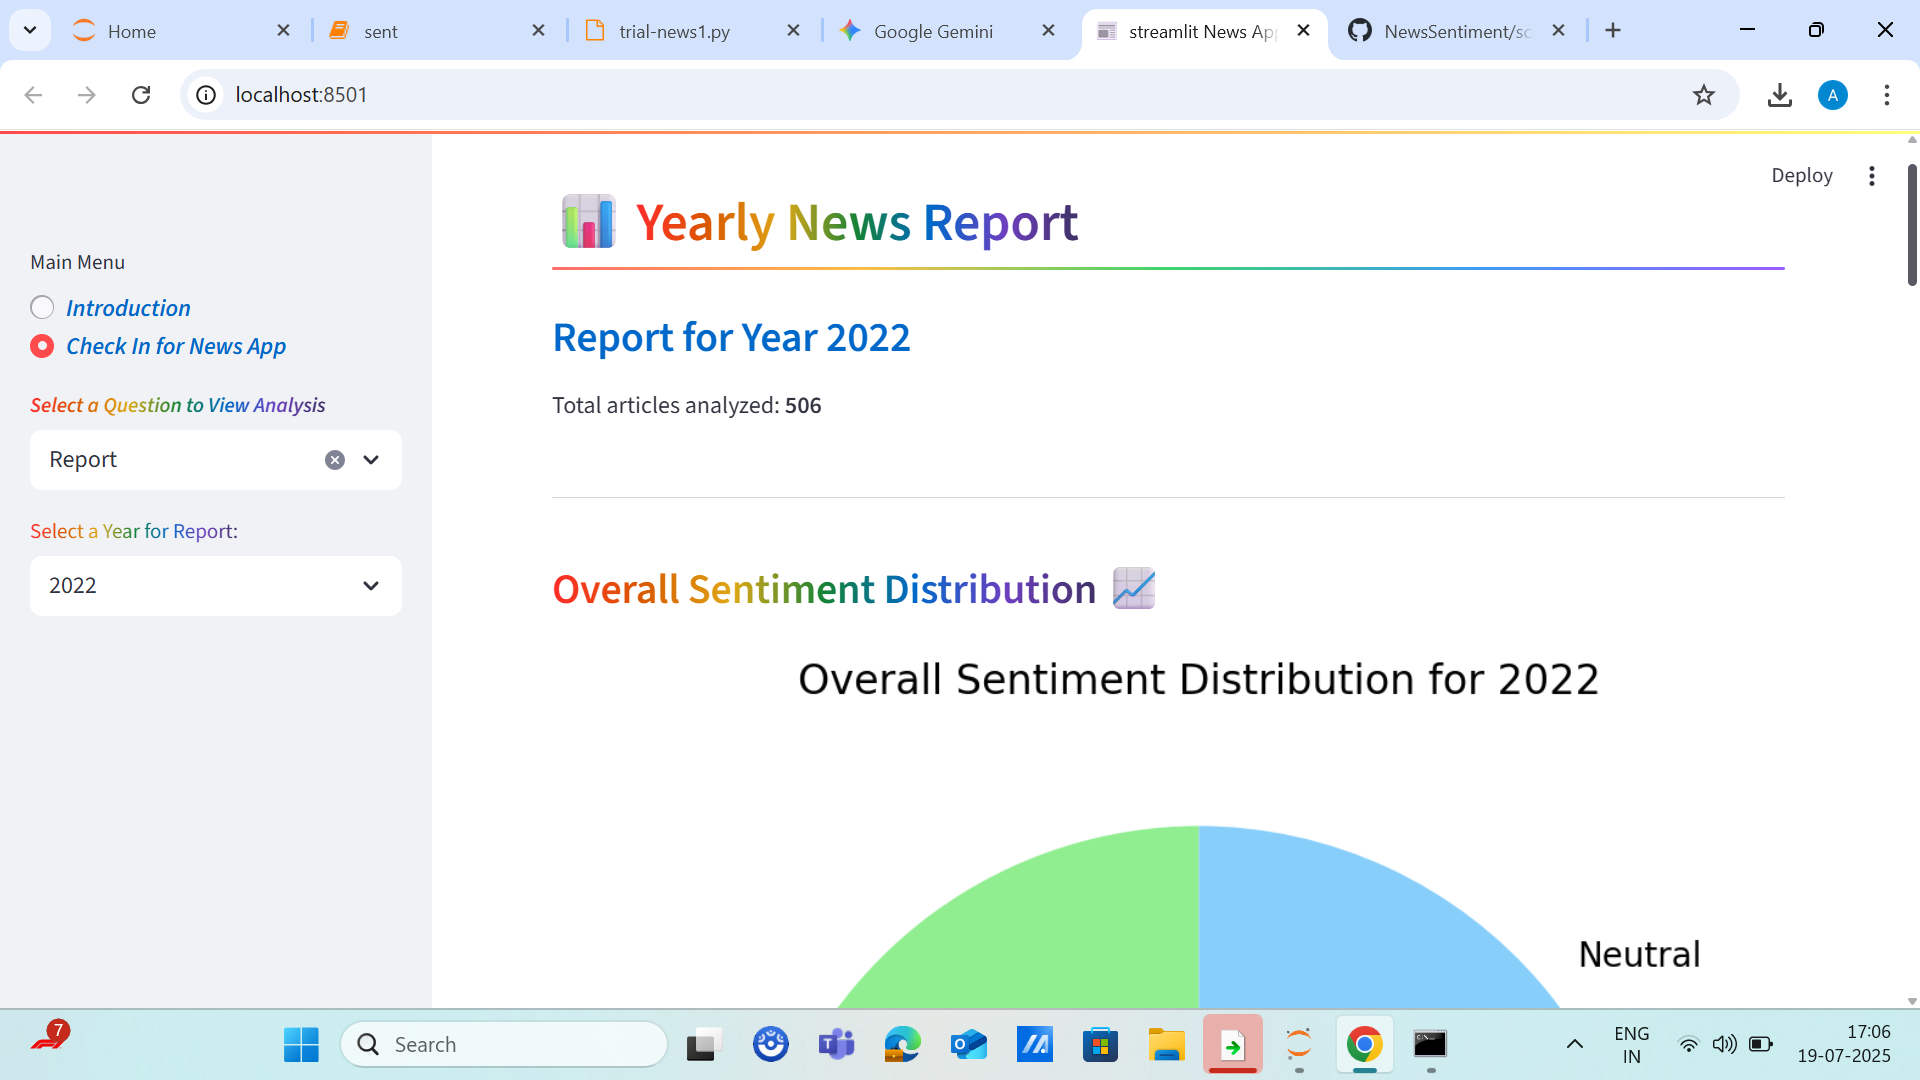 Home
sent
trial-news1.py
Google Gemini
streamlit News Ap
NewsSentiment/sc
localhost:8501
A
Deploy
Main Menu
Introduction
Check In for News App
Select a Question to View Analysis
Report
Select a Year for Report:
2022
Yearly News Report
Report for Year 2022
Total articles analyzed: 506
Overall Sentiment Distribution
Overall Sentiment Distribution for 2022
Neutral
7
Search
ENG
IN
17:06
19-07-2025